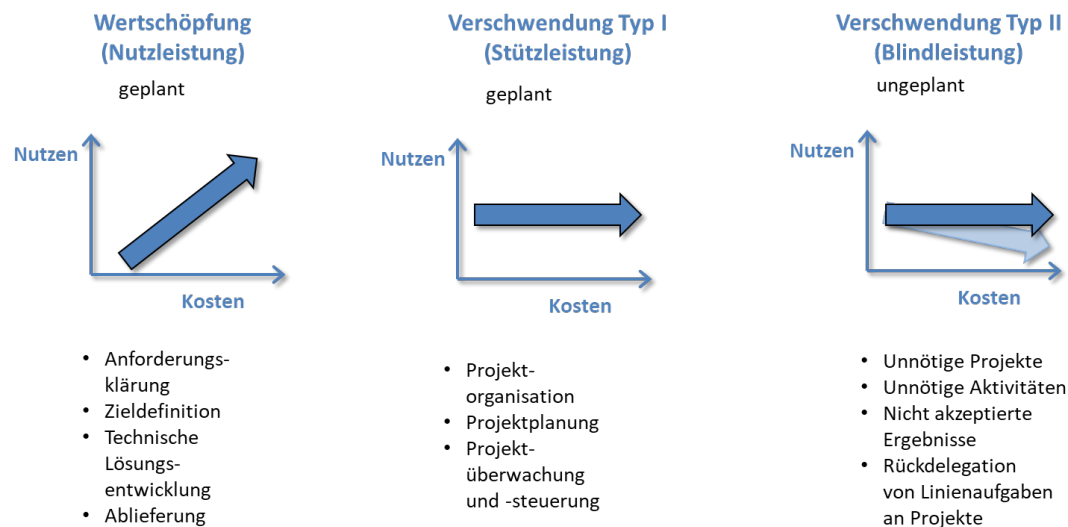 Wertschöpfung
(Nutzleistung)
geplant
Nutzen
Kosten
• Anforderungs-
klärung
• Zieldefinition
• Technische
Lösungs-
entwicklung
• Ablieferung
Verschwendung Typ I
(Stützleistung)
geplant
Nutzen
Kosten
• Projekt-
organisation
• Projektplanung
• Projekt-
überwachung
und -steuerung
Verschwendung Typ II
(Blindleistung)
ungeplant
Nutzen
Kosten
• Unnötige Projekte
• Unnötige Aktivitäten
• Nicht akzeptierte
Ergebnisse
• Rückdelegation
von Linienaufgaben
an Projekte